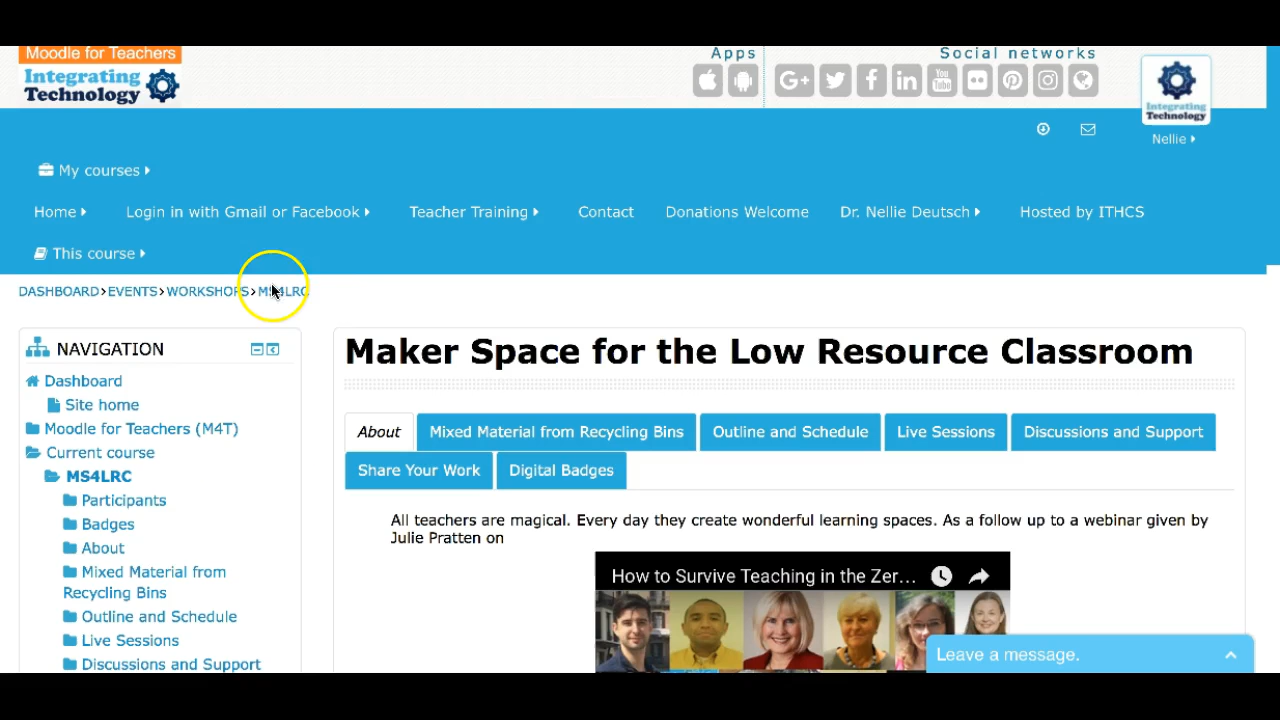 Moodle for Teachers
Integrating
Technology
Apps
Social networks
G+
in
You
Tube
Integrating
Technology
Nellie
My courses
Home
Login in with Gmail or Facebook
Teacher Training
Contact
Donations Welcome
Dr. Nellie Deutsch
Hosted by ITHCS
This course
DASHBOARD>EVENTS>WORKSHOPS>MS4LRC
NAVIGATION
Dashboard
Site home
Moodle for Teachers (M4T)
Current course
MS4LRC
Participants
Badges
About
Mixed Material from
Recycling Bins
Outline and Schedule
Live Sessions
Discussions and Support
Maker Space for the Low Resource Classroom
About
Mixed Material from Recycling Bins
Outline and Schedule
Live Sessions
Discussions and Support
Share Your Work
Digital Badges
All teachers are magical. Every day they create wonderful learning spaces. As a follow up to a webinar given by
Julie Pratten on
How to Survive Teaching in the Zer...
Leave a message.